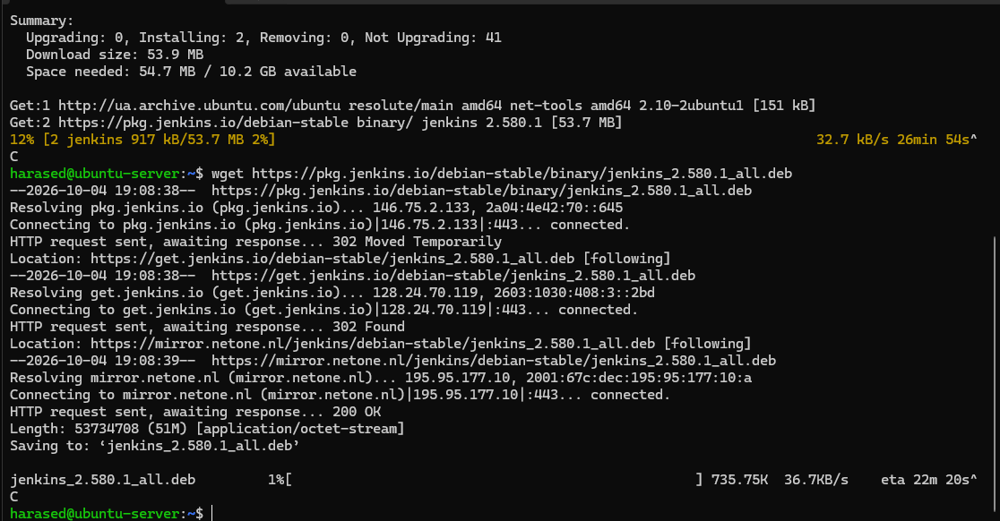 Summary:
  Upgrading: 0, Installing: 2, Removing: 0, Not Upgrading: 41
  Download size: 53.9 MB
  Space needed: 54.7 MB / 10.2 GB available

Get:1 http://ua.archive.ubuntu.com/ubuntu resolute/main amd64 net-tools amd64 2.10-2ubuntu1 [151 kB]
Get:2 https://pkg.jenkins.io/debian-stable binary/ jenkins 2.580.1 [53.7 MB]
12% [2 jenkins 917 kB/53.7 MB 2%] 32.7 kB/s 26min 54s^
C
harased@ubuntu-server:~$ wget https://pkg.jenkins.io/debian-stable/binary/jenkins_2.580.1_all.deb
--2026-10-04 19:08:38--  https://pkg.jenkins.io/debian-stable/binary/jenkins_2.580.1_all.deb
Resolving pkg.jenkins.io (pkg.jenkins.io)... 146.75.2.133, 2a04:4e42:70::645
Connecting to pkg.jenkins.io (pkg.jenkins.io)|146.75.2.133|:443... connected.
HTTP request sent, awaiting response... 302 Moved Temporarily
Location: https://get.jenkins.io/debian-stable/jenkins_2.580.1_all.deb [following]
--2026-10-04 19:08:38--  https://get.jenkins.io/debian-stable/jenkins_2.580.1_all.deb
Resolving get.jenkins.io (get.jenkins.io)... 128.24.70.119, 2603:1030:408:3::2bd
Connecting to get.jenkins.io (get.jenkins.io)|128.24.70.119|:443... connected.
HTTP request sent, awaiting response... 302 Found
Location: https://mirror.netone.nl/jenkins/debian-stable/jenkins_2.580.1_all.deb [following]
--2026-10-04 19:08:39--  https://mirror.netone.nl/jenkins/debian-stable/jenkins_2.580.1_all.deb
Resolving mirror.netone.nl (mirror.netone.nl)... 195.95.177.10, 2001:67c:dec:195:95:177:10:a
Connecting to mirror.netone.nl (mirror.netone.nl)|195.95.177.10|:443... connected.
HTTP request sent, awaiting response... 200 OK
Length: 53734708 (51M) [application/octet-stream]
Saving to: ‘jenkins_2.580.1_all.deb’

jenkins_2.580.1_all.deb 1%[ ] 735.75K 36.7KB/s eta 22m 20s^
C
harased@ubuntu-server:~$